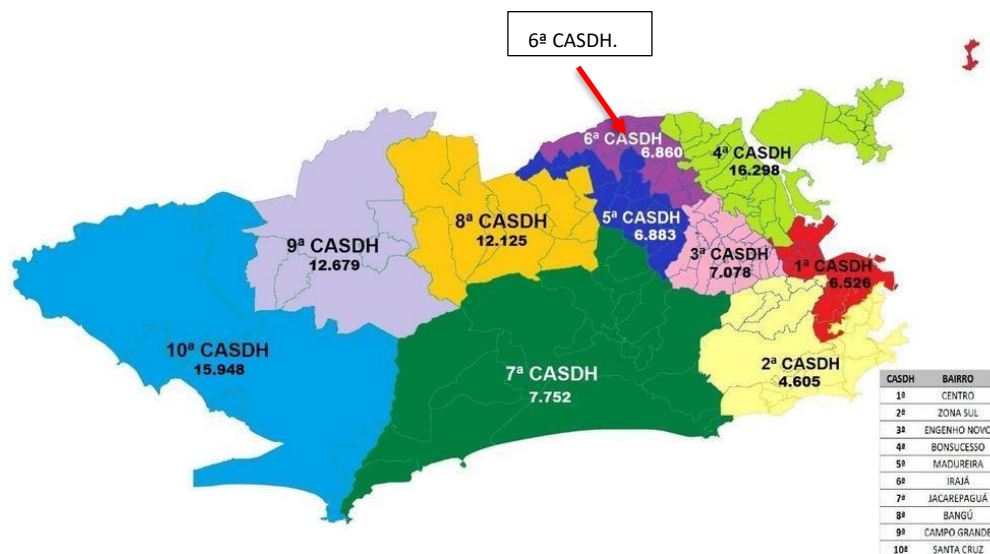 6ª CASDH.
6ª CASDH
6.860
4ª CASDH
16.298
5ª CASDH
6.883
8ª CASDH
12.125
9ª CASDH
12.679
3ª CASDH
7.078
1ª CASDH
6.526
10ª CASDH
15.948
7ª CASDH
7.752
2ª CASDH
4.605
CASDH BAIRRO
1ª CENTRO
2ª ZONA SUL
3ª ENGENHO NOVO
4ª BONSUCESSO
5ª MADUREIRA
6ª IRAJÁ
7ª JACAREPAGUÁ
8ª BANGÚ
9ª CAMPO GRANDE
10ª SANTA CRUZ